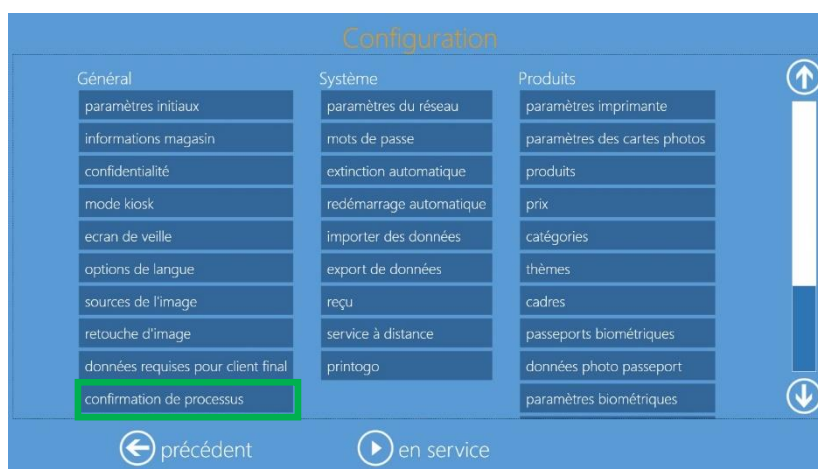 Configuration
Général
paramètres initiaux
informations magasin
confidentialité
mode kiosk
ecran de veille
options de langue
sources de l'image
retouche d'image
données requises pour client final
confirmation de processus
Système
paramètres du réseau
mots de passe
extinction automatique
redémarrage automatique
importer des données
export de données
reçu
service à distance
printogo
Produits
paramètres imprimante
paramètres des cartes photos
produits
prix
catégories
thèmes
cadres
passeports biométriques
données photo passeport
paramètres biométriques
précédent
en service